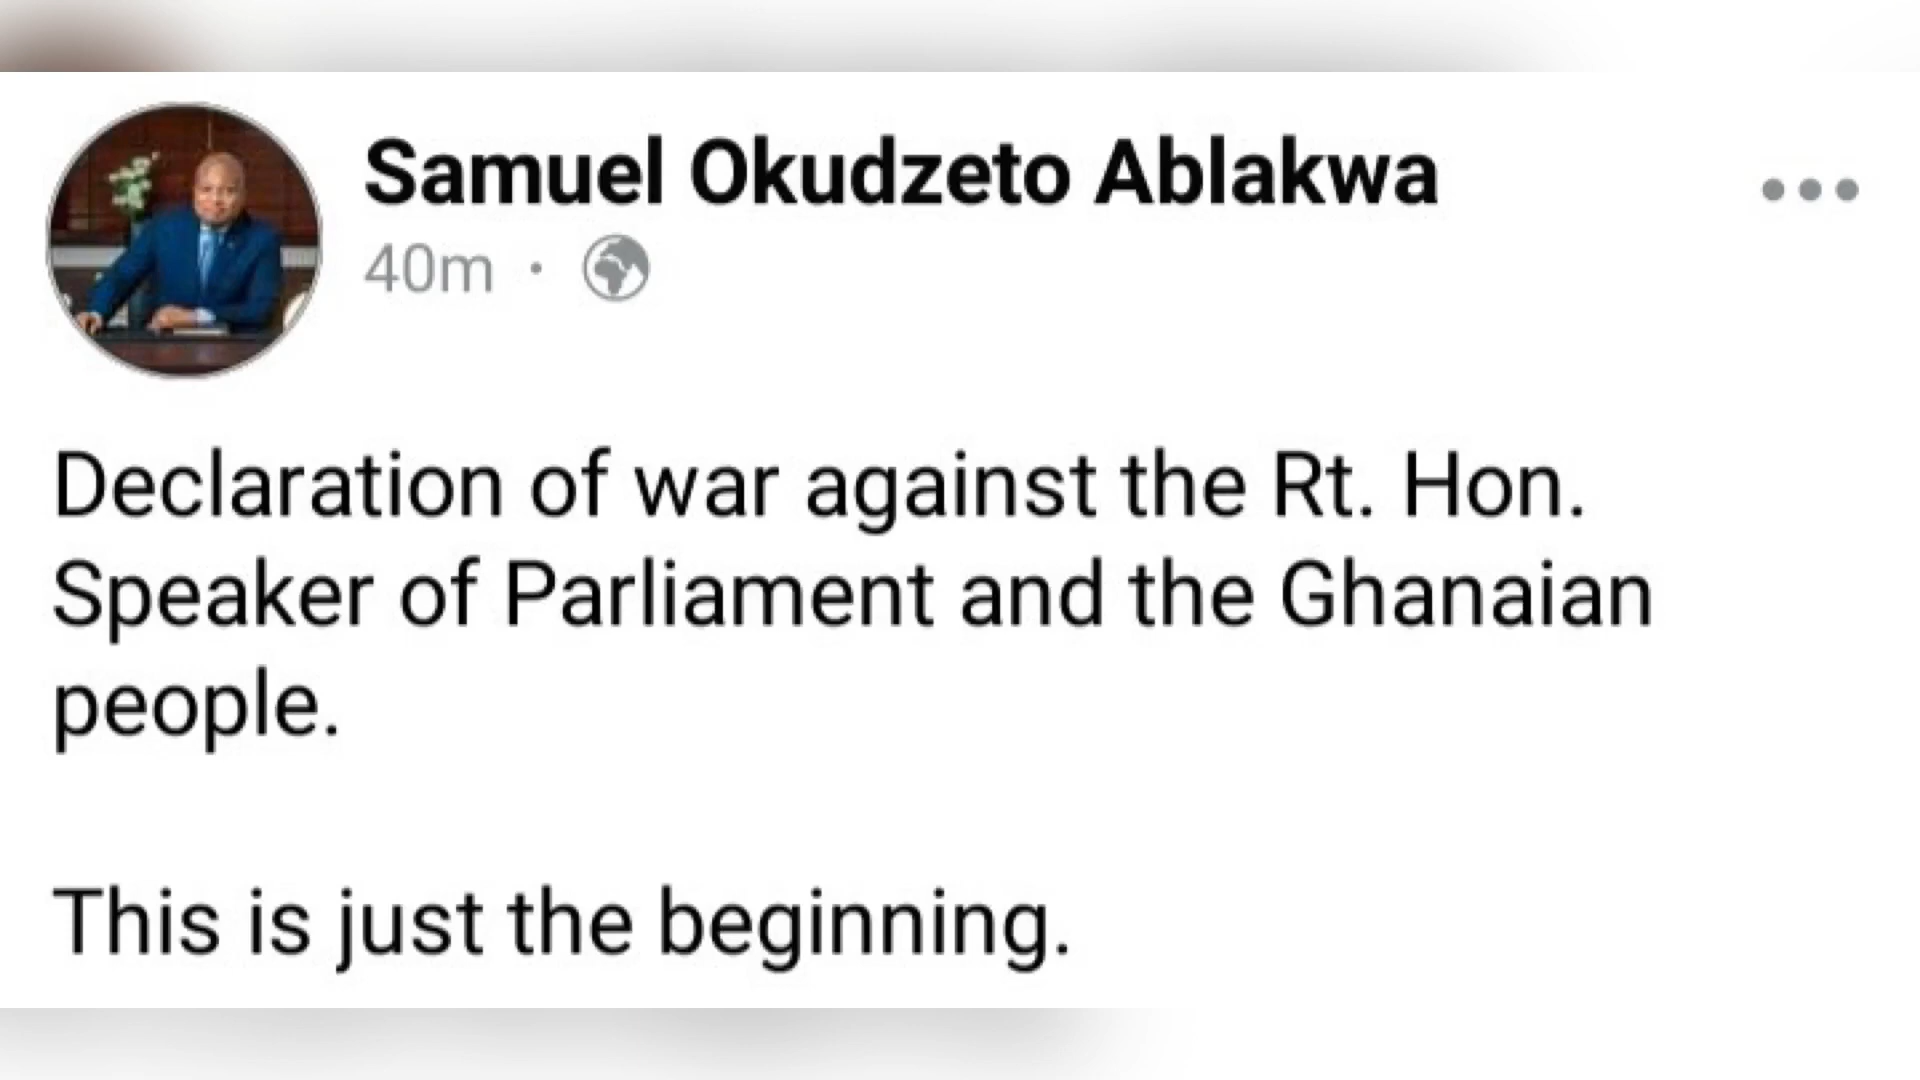 Samuel Okudzeto Ablakwa
40m ·
Declaration of war against the Rt. Hon.
Speaker of Parliament and the Ghanaian
people.
This is just the beginning.